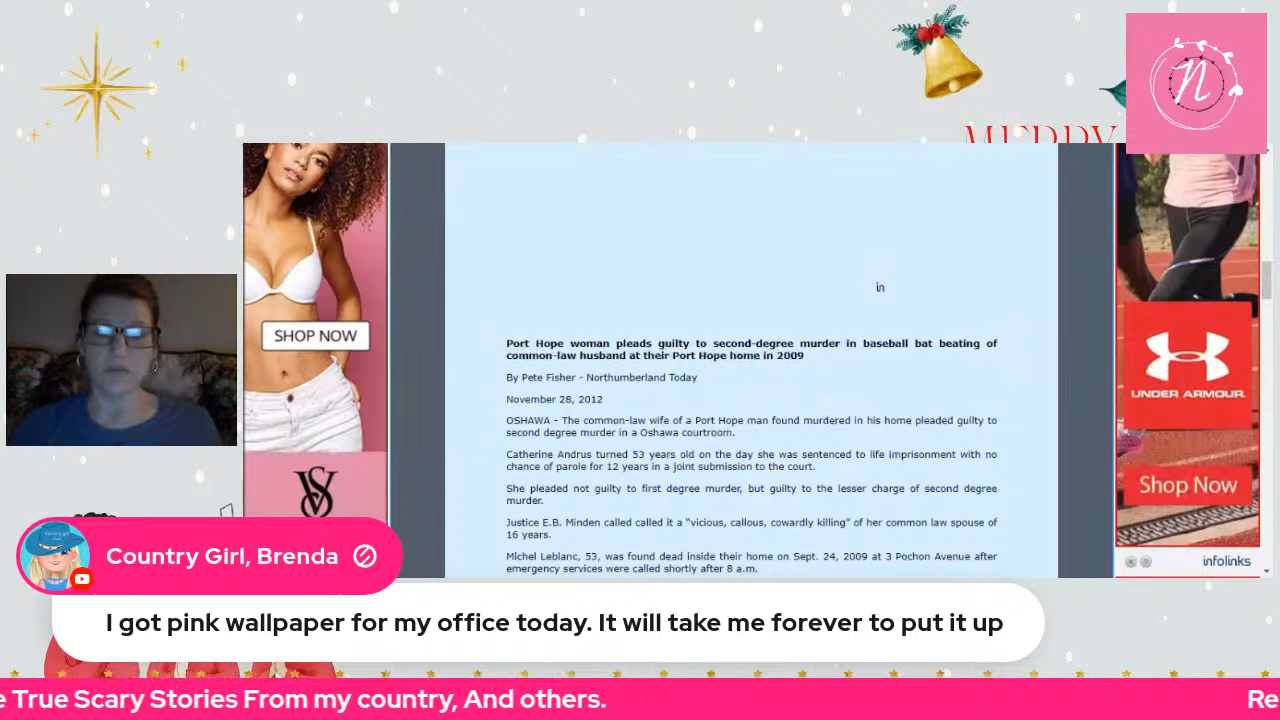 MERRY
n
SHOP NOW
VS
in
Port Hope woman pleads guilty to second-degree murder in baseball bat beating of
common-law husband at their Port Hope home in 2009
By Pete Fisher - Northumberland Today
November 28, 2012
OSHAWA - The common-law wife of a Port Hope man found murdered in his home pleaded guilty to
second degree murder in a Oshawa courtroom.
Catherine Andrus turned 53 years old on the day she was sentenced to life imprisonment with no
chance of parole for 12 years in a joint submission to the court.
She pleaded not guilty to first degree murder, but guilty to the lesser charge of second degree
murder.
Justice E.B. Minden called called it a “vicious, callous, cowardly killing” of her common law spouse of
16 years.
Michel Leblanc, 53, was found dead inside their home on Sept. 24, 2009 at 3 Pochon Avenue after
emergency services were called shortly after 8 a.m.
UNDER ARMOUR.
Shop Now
infolinks
Country Girl, Brenda
I got pink wallpaper for my office today. It will take me forever to put it up
e True Scary Stories From my country, And others.
Re